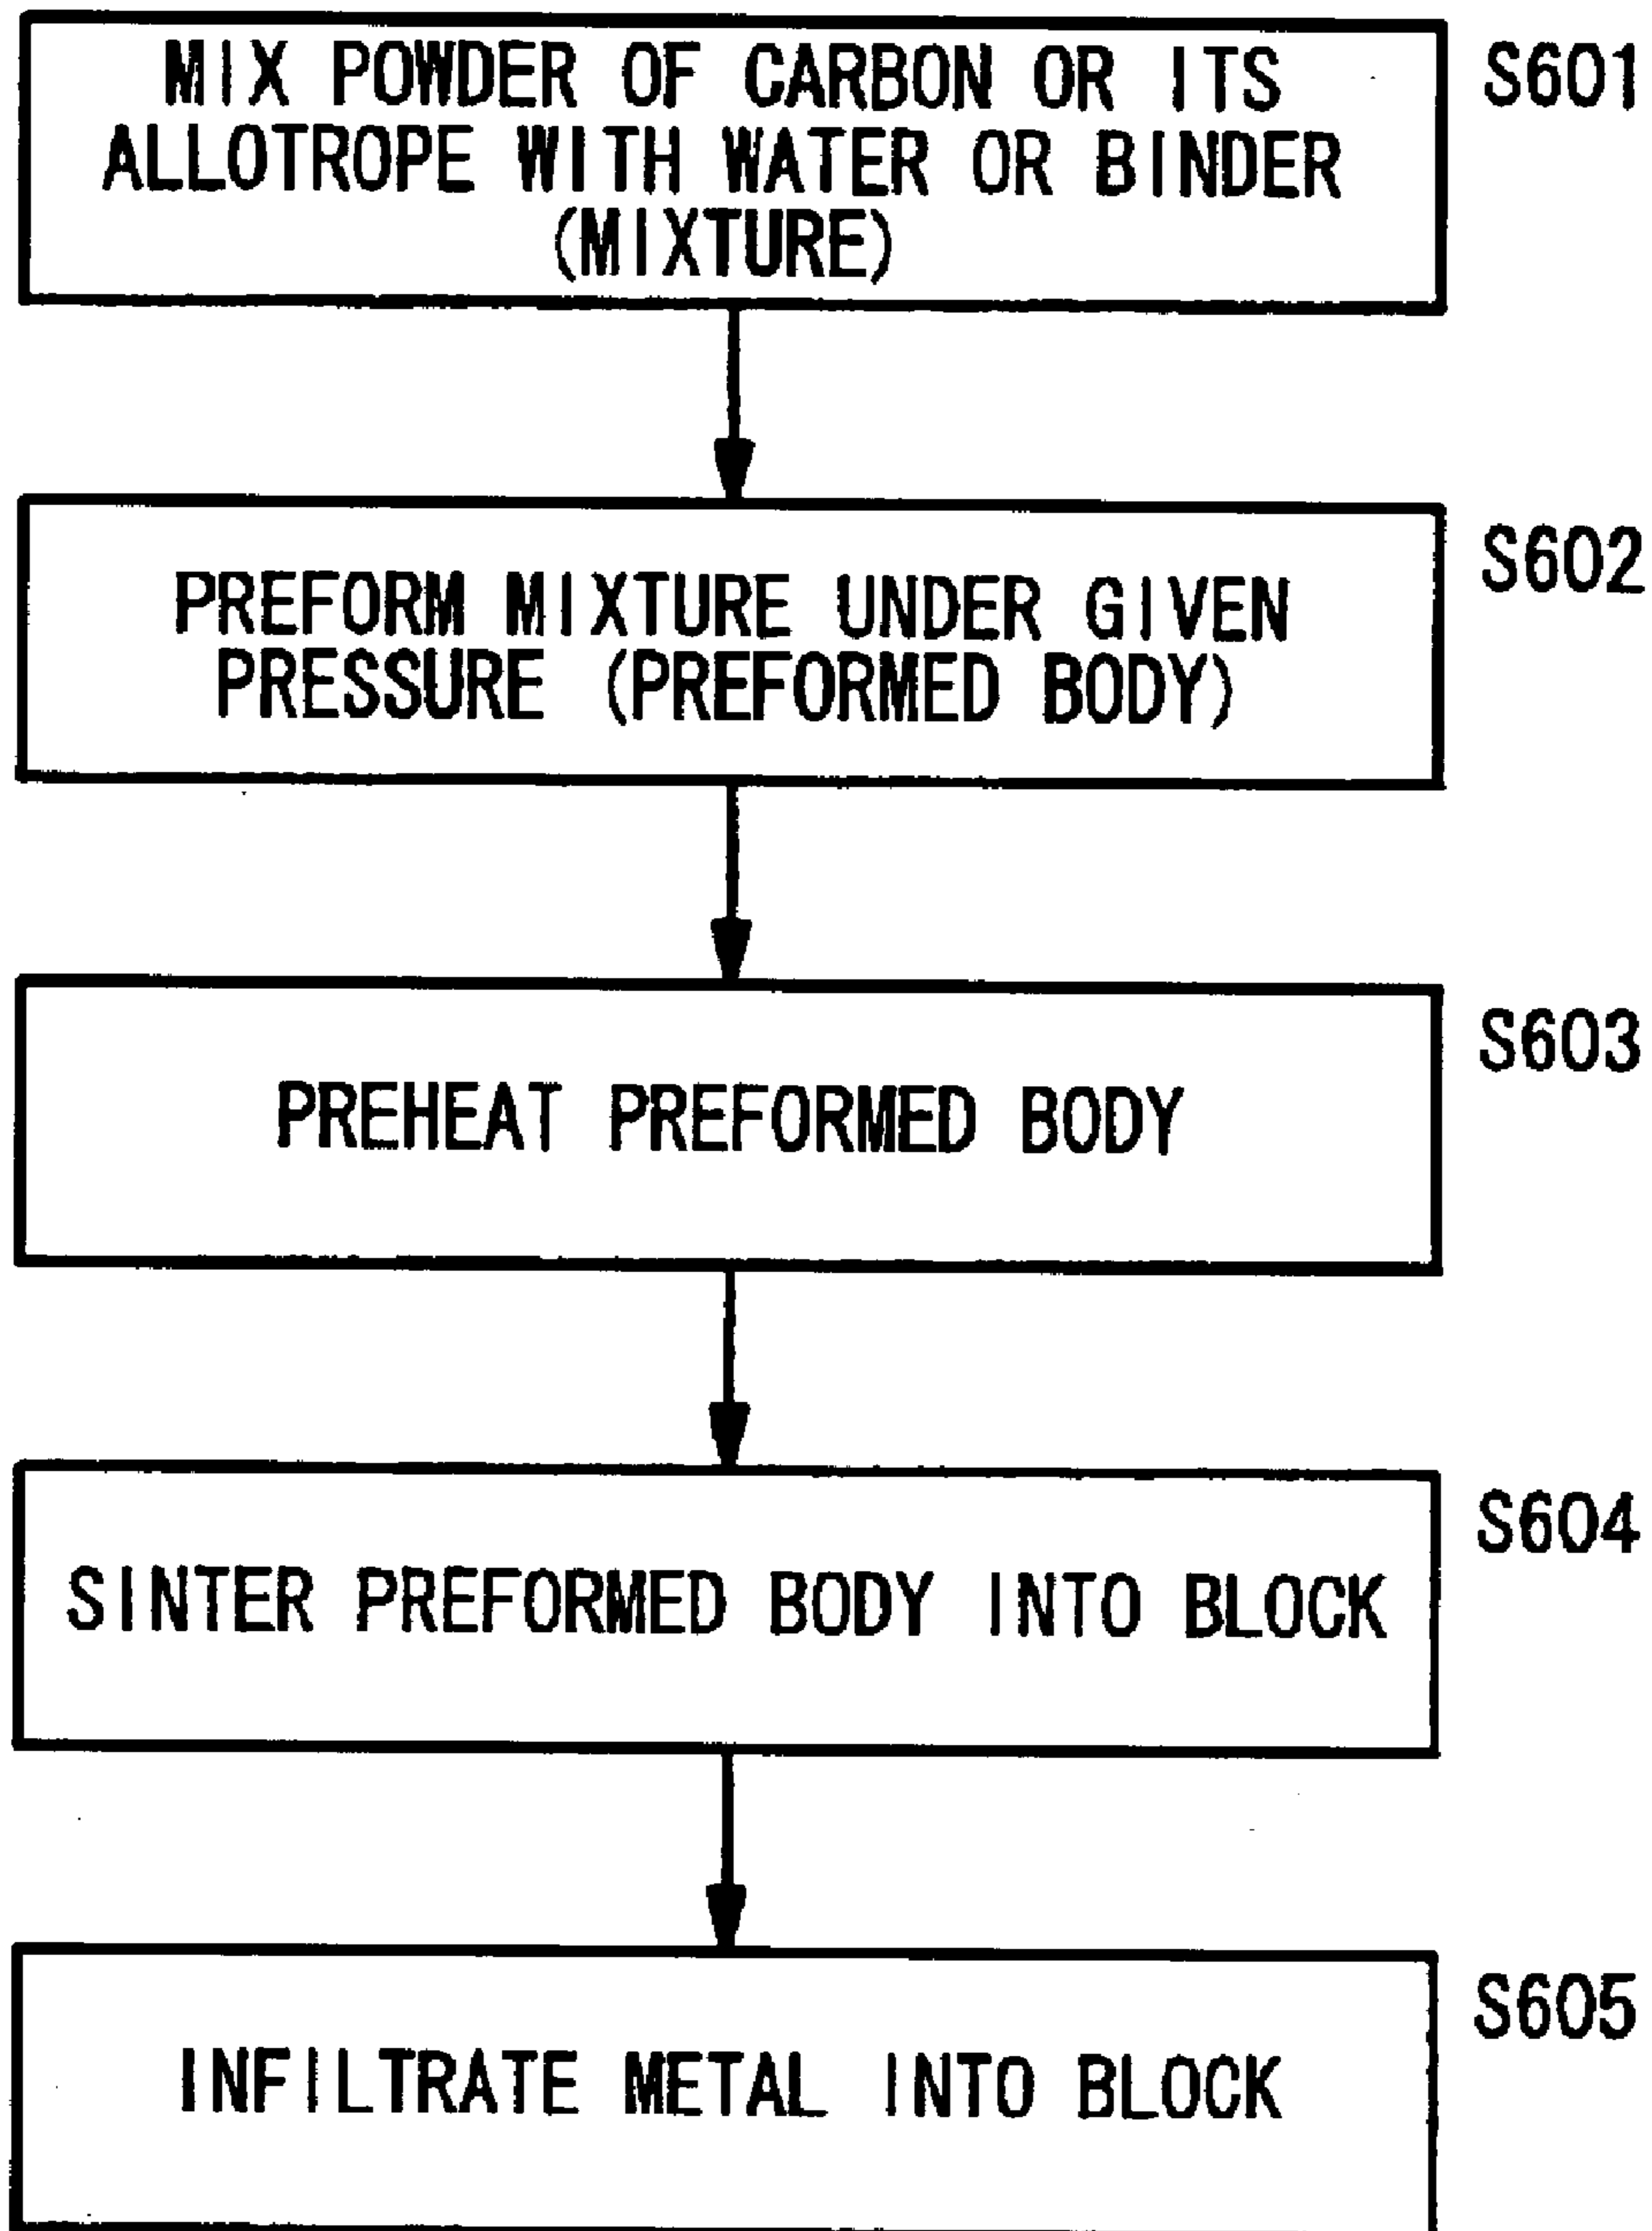 MIX POWDER OF CARBON OR ITS
ALLOTROPE WITH WATER OR BINDER
(MIXTURE)
S601
PREFORM MIXTURE UNDER GIVEN
PRESSURE (PREFORMED BODY)
S602
PREHEAT PREFORMED BODY
S603
SINTER PREFORMED BODY INTO BLOCK
S604
INFILTRATE METAL INTO BLOCK
S605